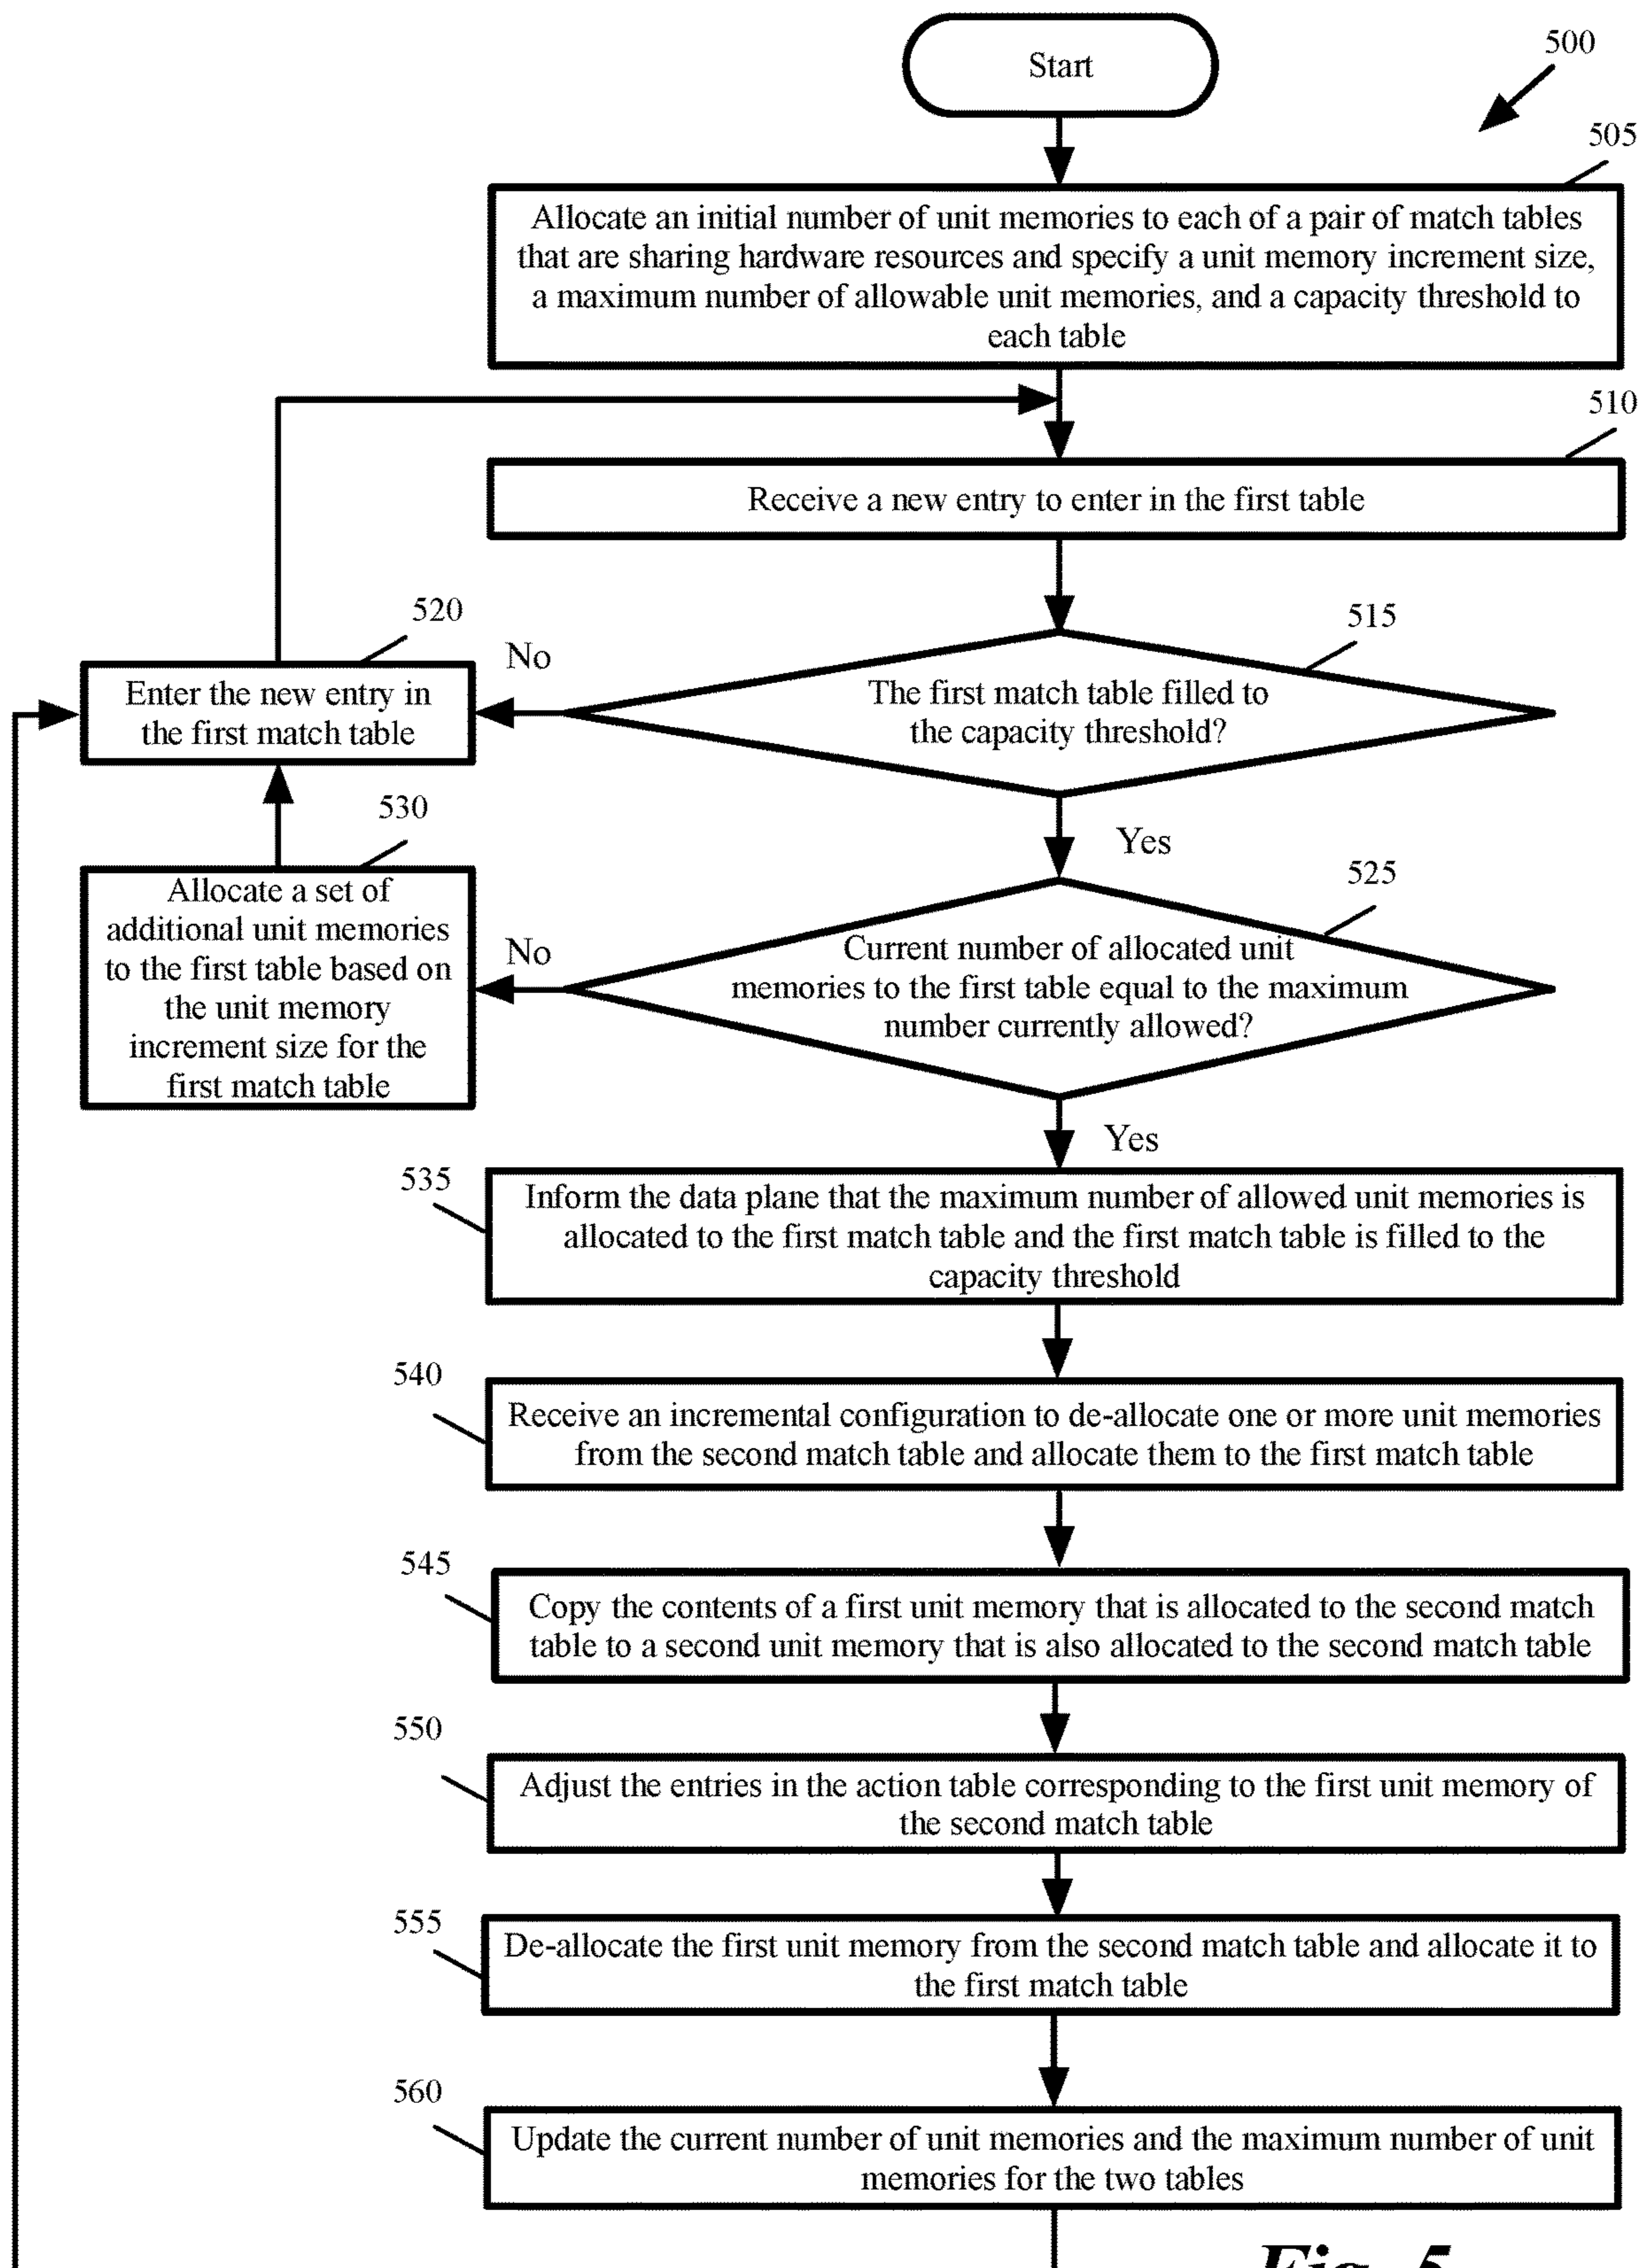 Start
500
505
Allocate an initial number of unit memories to each of a pair of match tables
that are sharing hardware resources and specify a unit memory increment size,
a maximum number of allowable unit memories, and a capacity threshold to
each table
510
Receive a new entry to enter in the first table
520
Enter the new entry in
the first match table
No
515
The first match table filled to
the capacity threshold?
Yes
530
Allocate a set of
additional unit memories
to the first table based on
the unit memory
increment size for the
first match table
No
525
Current number of allocated unit
memories to the first table equal to the maximum
number currently allowed?
Yes
535
Inform the data plane that the maximum number of allowed unit memories is
allocated to the first match table and the first match table is filled to the
capacity threshold
540
Receive an incremental configuration to de-allocate one or more unit memories
from the second match table and allocate them to the first match table
545
Copy the contents of a first unit memory that is allocated to the second match
table to a second unit memory that is also allocated to the second match table
550
Adjust the entries in the action table corresponding to the first unit memory of
the second match table
555
De-allocate the first unit memory from the second match table and allocate it to
the first match table
560
Update the current number of unit memories and the maximum number of unit
memories for the two tables
Fig. 5